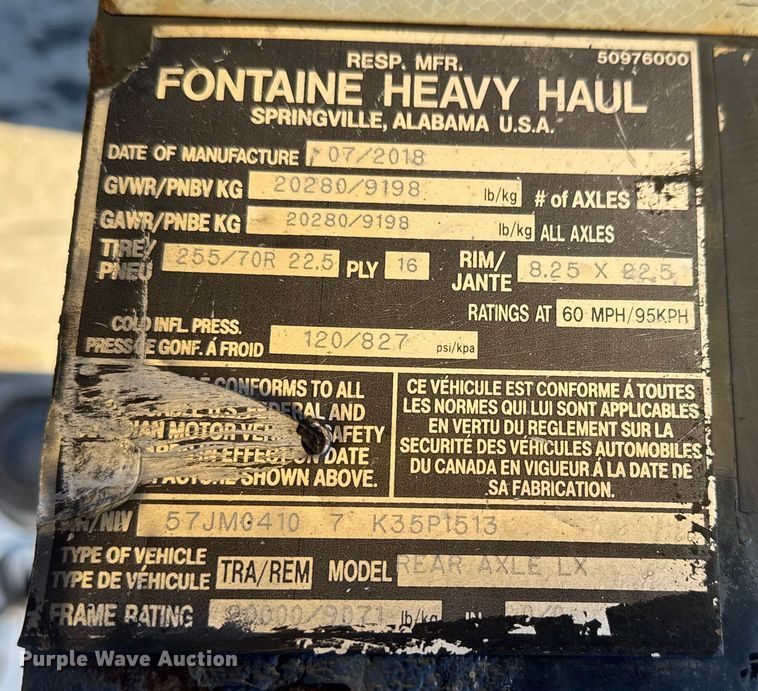 RESP. MFR. 50976000
FONTAINE HEAVY HAUL
SPRINGVILLE, ALABAMA U.S.A.
DATE OF MANUFACTURE 07/2018
GVWR/PNBV KG 20280/9198 lb/kg # of AXLES
GAWR/PNBE KG 20280/9198 lb/kg ALL AXLES
TIRE/
PNEU 255/70R 22.5 PLY 16 RIM/
JANTE 8.25 X 22.5
RATINGS AT 60 MPH/95KPH
COLD INFL. PRESS.
PRESS DE GONF. Á FROID 120/827 psi/kpa
CONFORMS TO ALL
AND
MOTOR SAFETY
IN EFFECT ON DATE
SHOWN ABOVE.
CE VÉHICULE EST CONFORME Á TOUTES
LES NORMES QUI LUI SONT APPLICABLES
EN VERTU DU REGLEMENT SUR LA
SECURITÉ DES VÉHICULES AUTOMOBILES
DU CANADA EN VIGUEUR Á LA DATE DE
SA FABRICATION.
57JM0410 7 K35P1513
TYPE OF VEHICLE
TYPE DE VÉHICULE TRA/REM MODEL REAR AXLE LX
FRAME RATING lb/kg
Purple Wave Auction